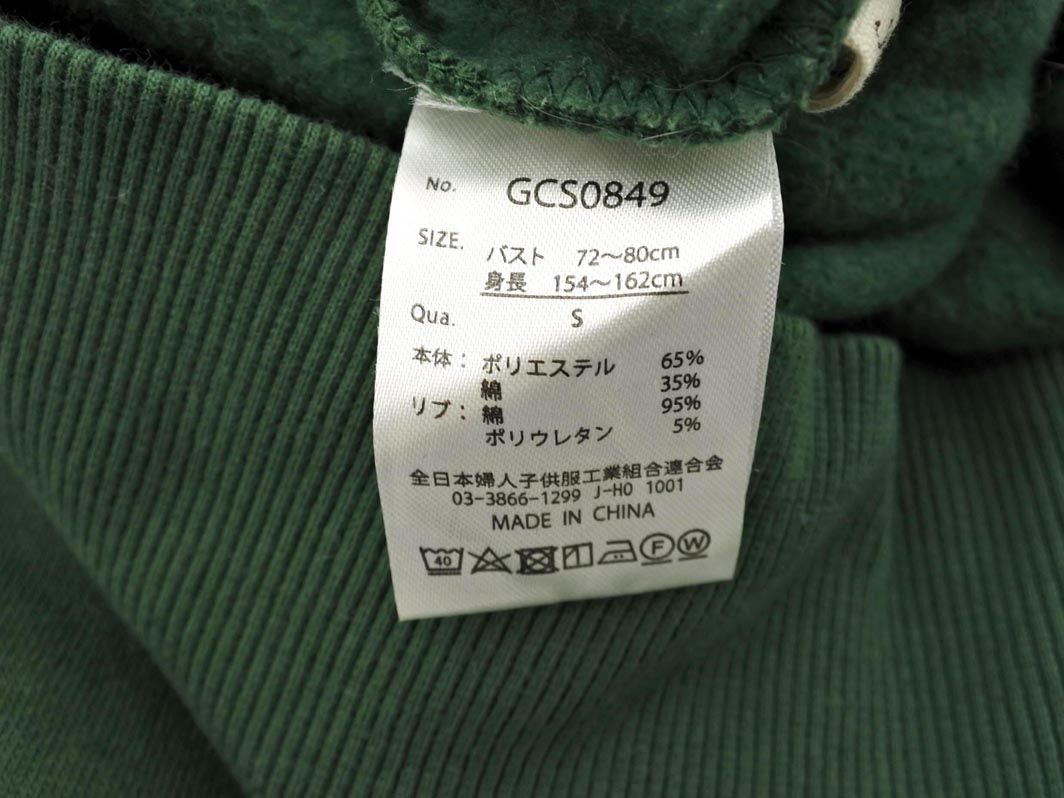 No. GCS0849
SIZE. バスト 72～80cm
身長 154～162cm
Qua. S
本体： ポリエステル 65%
綿 35%
リブ： 綿 95%
ポリウレタン 5%
全日本婦人子供服工業組合連合会
03-3866-1299 J-HO 1001
MADE IN CHINA
40 F W